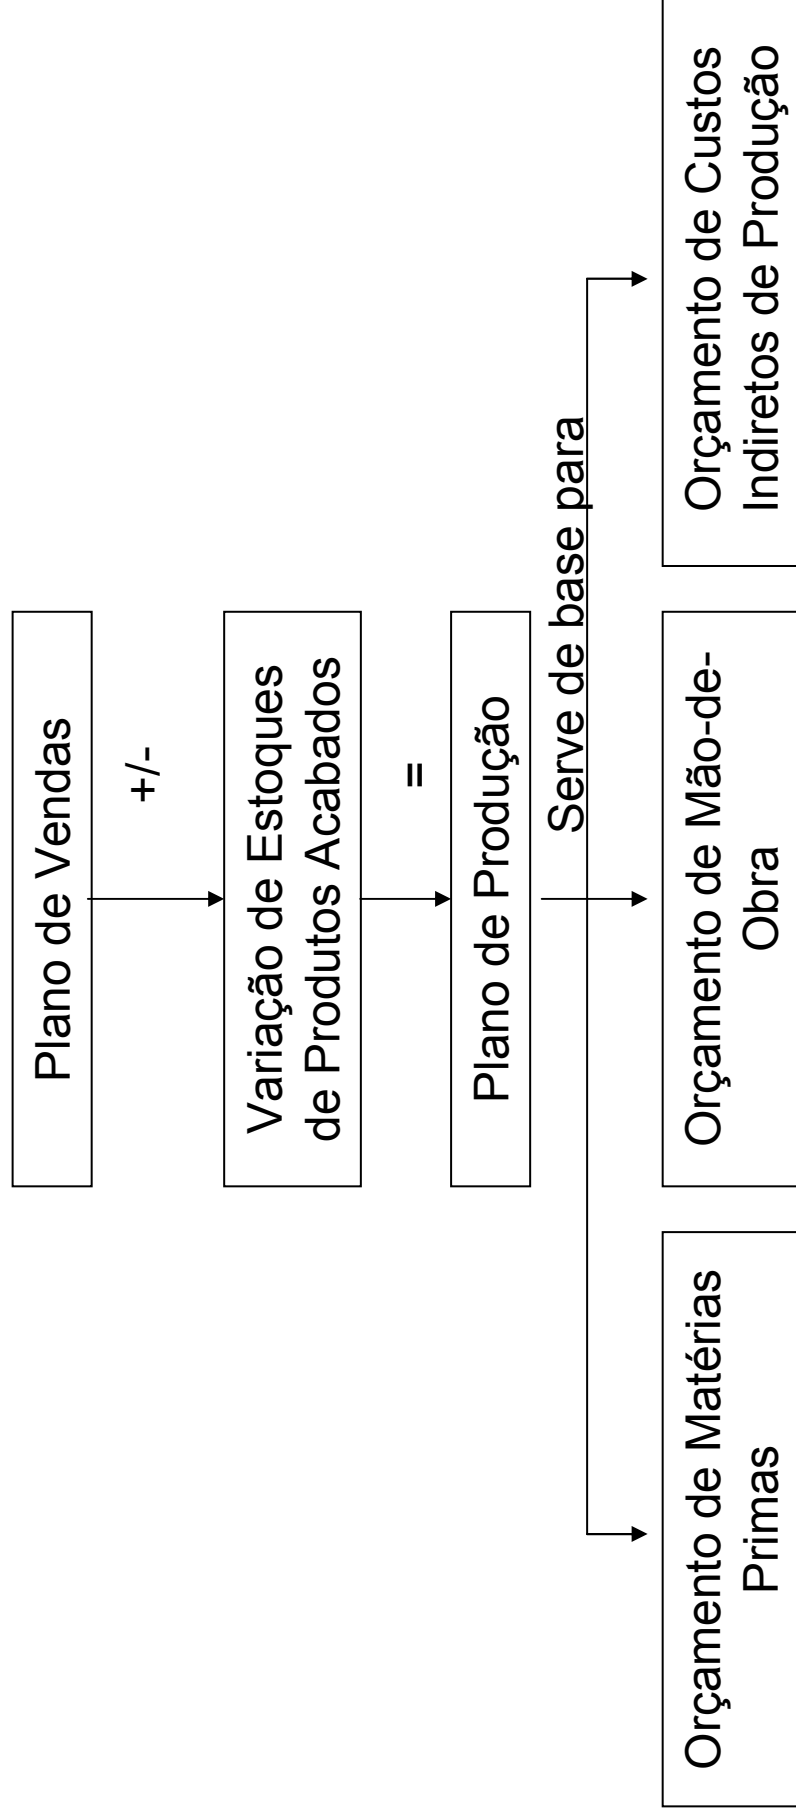 Plano de Vendas
+/-
Variação de Estoques
de Produtos Acabados
=
Plano de Produção
Serve de base para
Orçamento de Matérias
Primas
Orçamento de Mão-de-
Obra
Orçamento de Custos
Indiretos de Produção